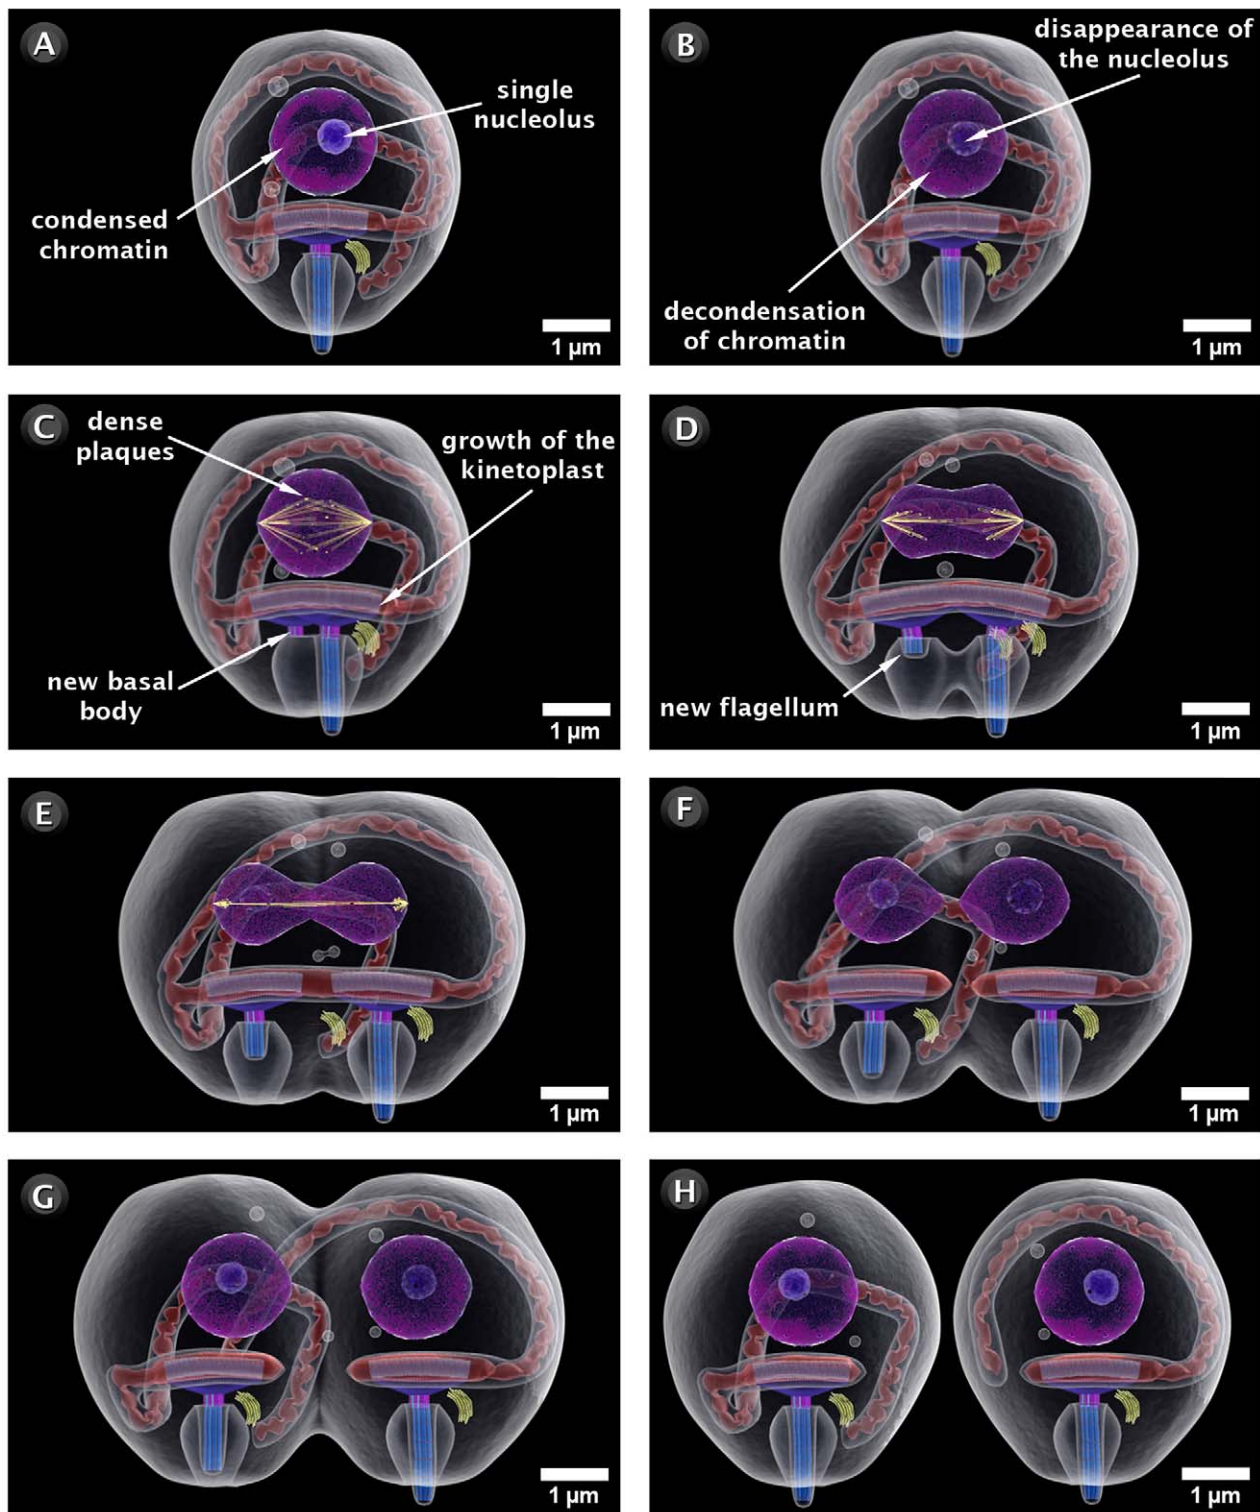 A
single
nucleolus
condensed
chromatin
1 µm
B
disappearance of
the nucleolus
decondensation
of chromatin
1 µm
C
dense
plaques
growth of the
kinetoplast
new basal
body
1 µm
D
new flagellum
1 µm
E
1 µm
F
1 µm
G
1 µm
H
1 µm